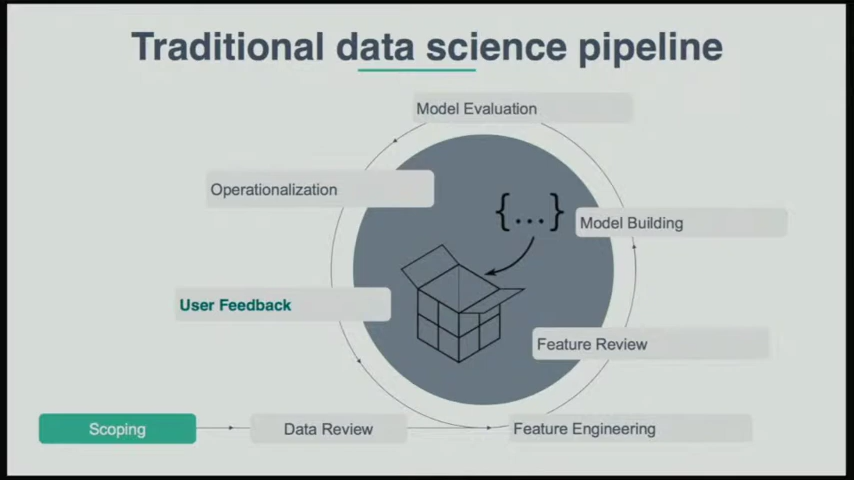 Traditional data science pipeline
Model Evaluation
Operationalization
{...}
Model Building
User Feedback
Feature Review
Scoping
Data Review
Feature Engineering